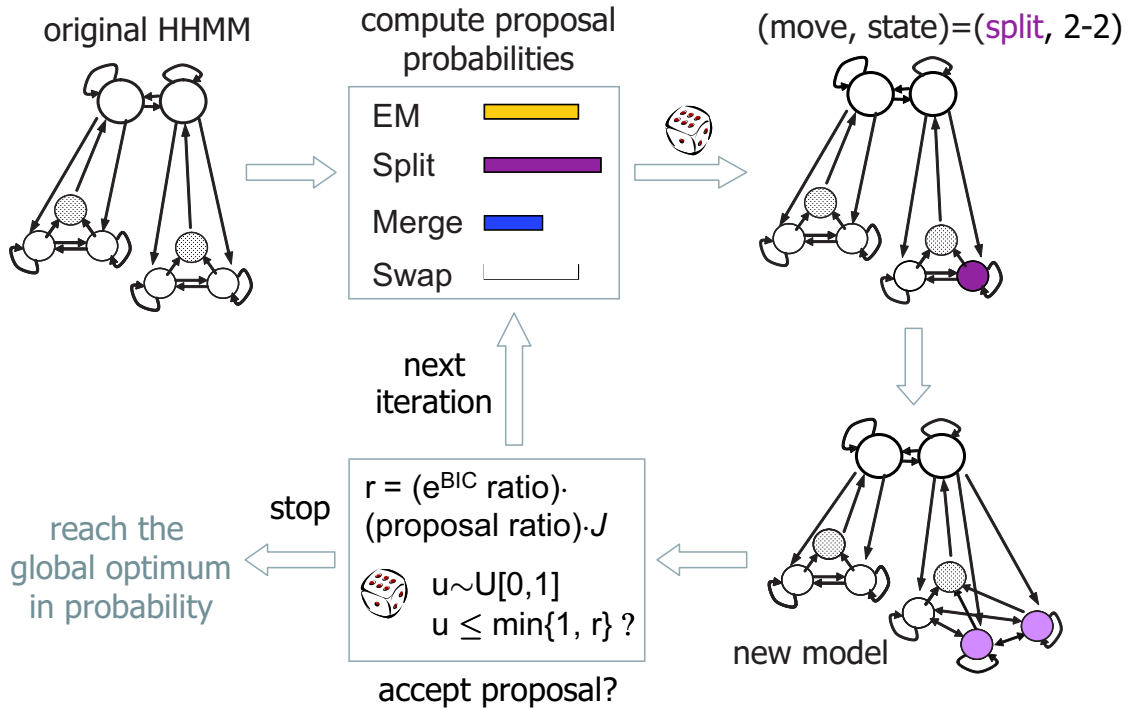 original HHMM
compute proposal
probabilities
EM
Split
Merge
Swap
(move, state)=(split, 2-2)
next
iteration
new model
r = (e^BIC ratio)·
(proposal ratio)·J
u~U[0,1]
u ≤ min{1, r} ?
accept proposal?
stop
reach the
global optimum
in probability